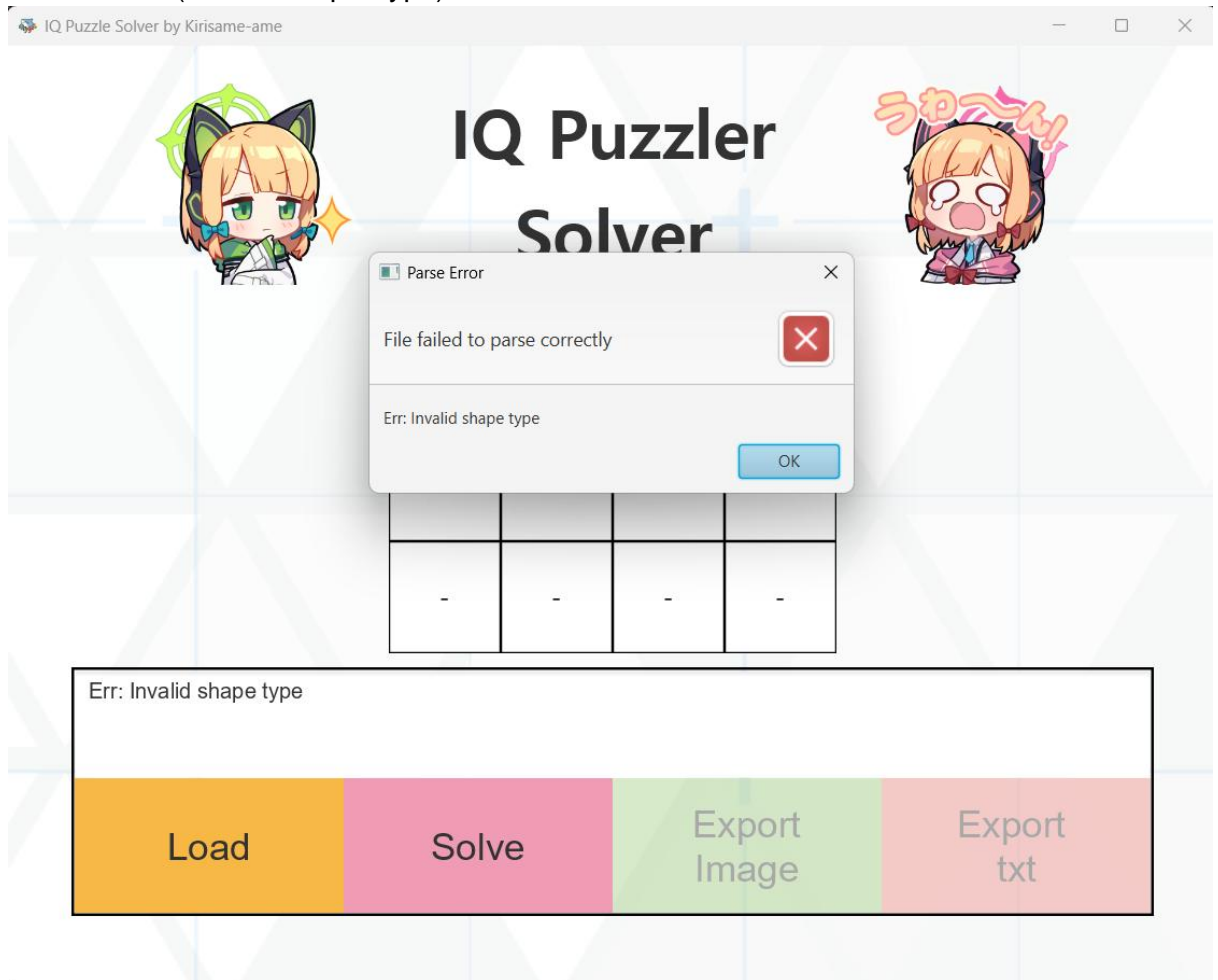 IQ Puzzle Solver by Kirisame-ame
IQ Puzzler
Solver
うわ〜ん!
Parse Error
File failed to parse correctly
Err: Invalid shape type
OK
- - - -
Err: Invalid shape type
Load
Solve
Export
Image
Export
txt